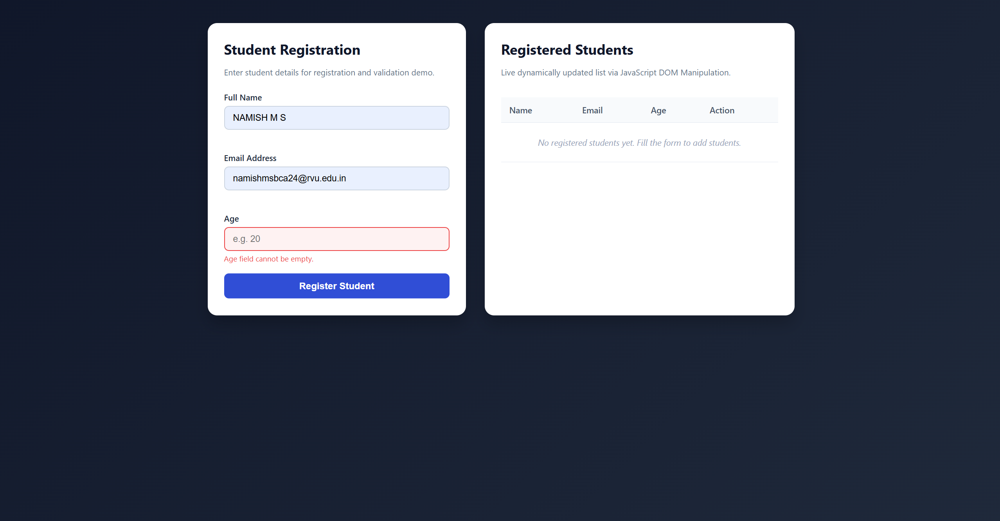 Student Registration
Enter student details for registration and validation demo.
Full Name
NAMISH M S
Email Address
namishmsbca24@rvu.edu.in
Age
e.g. 20
Age field cannot be empty.
Register Student
Registered Students
Live dynamically updated list via JavaScript DOM Manipulation.
Name Email Age Action
No registered students yet. Fill the form to add students.